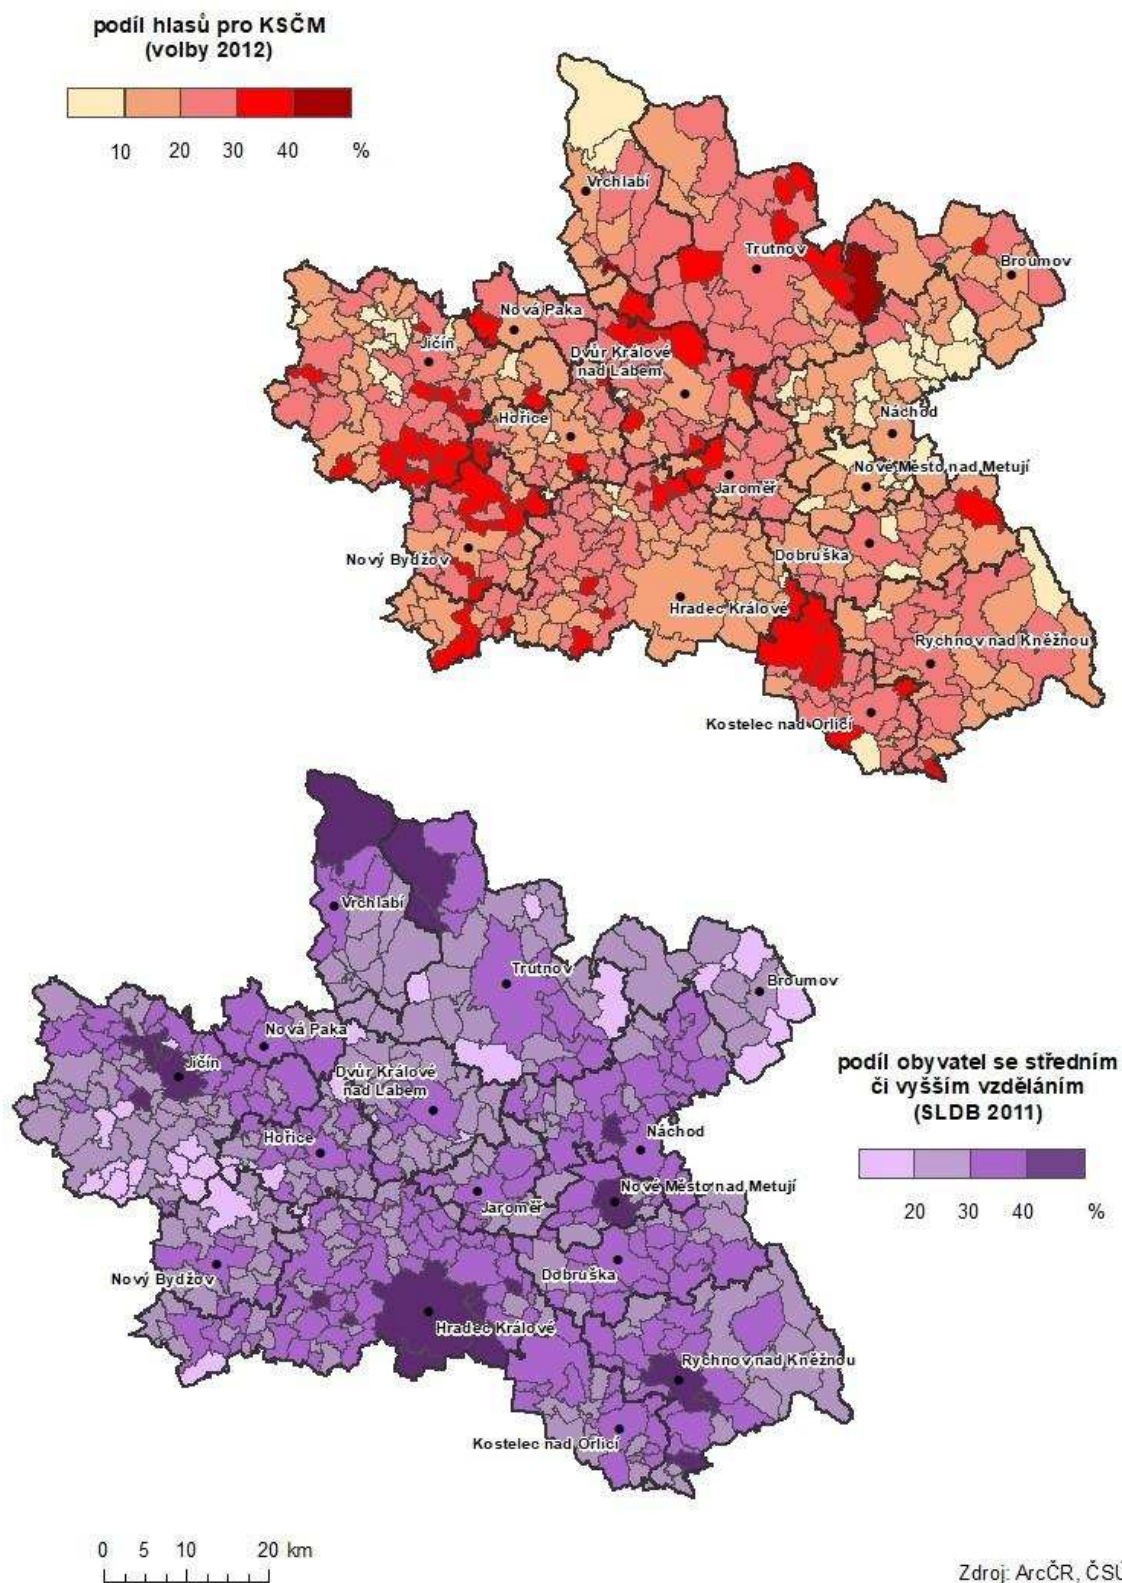 podíl hlasů pro KSČM
(volby 2012)
10 20 30 40 %
Vrchlabí
Trutnov
Broumov
Nová Paka
Jičín
Dvůr Králové
nad Labem
Náchod
Hořice
Nové Město nad Metují
Jaroměř
Dobruška
Nový Bydžov
Hradec Králové
Rychnov nad Kněžnou
Kostelec nad Orlicí
Vrchlabí
Trutnov
Broumov
Nová Paka
Jičín
Dvůr Králové
nad Labem
podíl obyvatel se středním
či vyšším vzděláním
(SLDB 2011)
20 30 40 %
Náchod
Hořice
Nové Město nad Metují
Jaroměř
Dobruška
Nový Bydžov
Hradec Králové
Rychnov nad Kněžnou
Kostelec nad Orlicí
0 5 10 20 km
Zdroj: ArcČR, ČSÚ